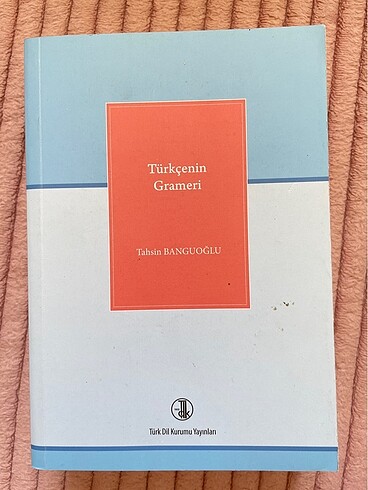 Türkçenin
Grameri
Tahsin BANGUOĞLU
Türk Dil Kurumu Yayınları